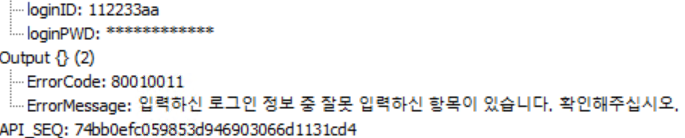 loginID: 112233aa
loginPWD: ************
Output {} (2)
ErrorCode: 80010011
ErrorMessage: 입력하신 로그인 정보 중 잘못 입력하신 항목이 있습니다. 확인해주십시오.
API_SEQ: 74bb0efc059853d946903066d1131cd4